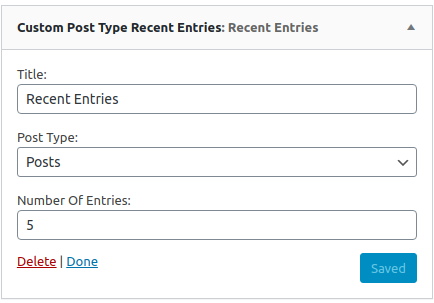 Custom Post Type Recent Entries: Recent Entries
Title:
Recent Entries
Post Type:
Posts
Number Of Entries:
5
Delete | Done
Saved